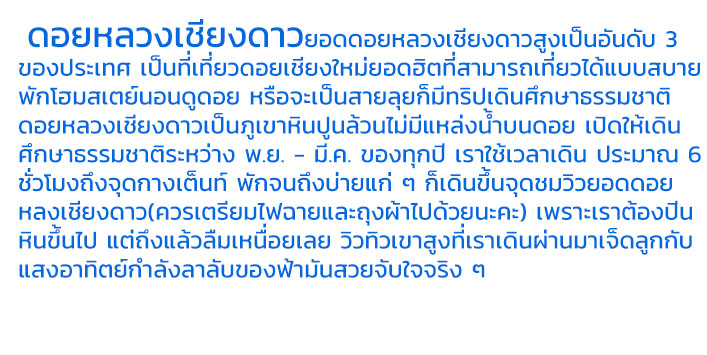 ดอยหลวงเชียงดาวยอดดอยหลวงเชียงดาวสูงเป็นอันดับ 3
ของประเทศ เป็นที่เที่ยวดอยเชียงใหม่ยอดฮิตที่สามารถเที่ยวได้แบบสบาย
พักโฮมสเตย์นอนดูดอย หรือจะเป็นสายลุยก็มีทริปเดินศึกษาธรรมชาติ
ดอยหลวงเชียงดาวเป็นภูเขาหินปูนล้วนไม่มีแหล่งน้ำบนดอย เปิดให้เดิน
ศึกษาธรรมชาติระหว่าง พ.ย. - มี.ค. ของทุกปี เราใช้เวลาเดิน ประมาณ 6
ชั่วโมงถึงจุดกางเต็นท์ พักจนถึงบ่ายแก่ ๆ ก็เดินขึ้นจุดชมวิวยอดดอย
หลงเชียงดาว(ควรเตรียมไฟฉายและถุงผ้าไปด้วยนะคะ) เพราะเราต้องปีน
หินขึ้นไป แต่ถึงแล้วลืมเหนื่อยเลย วิวทิวเขาสูงที่เราเดินผ่านมาเจ็ดลูกกับ
แสงอาทิตย์กำลังลาลับของฟ้ามันสวยจับใจจริง ๆ